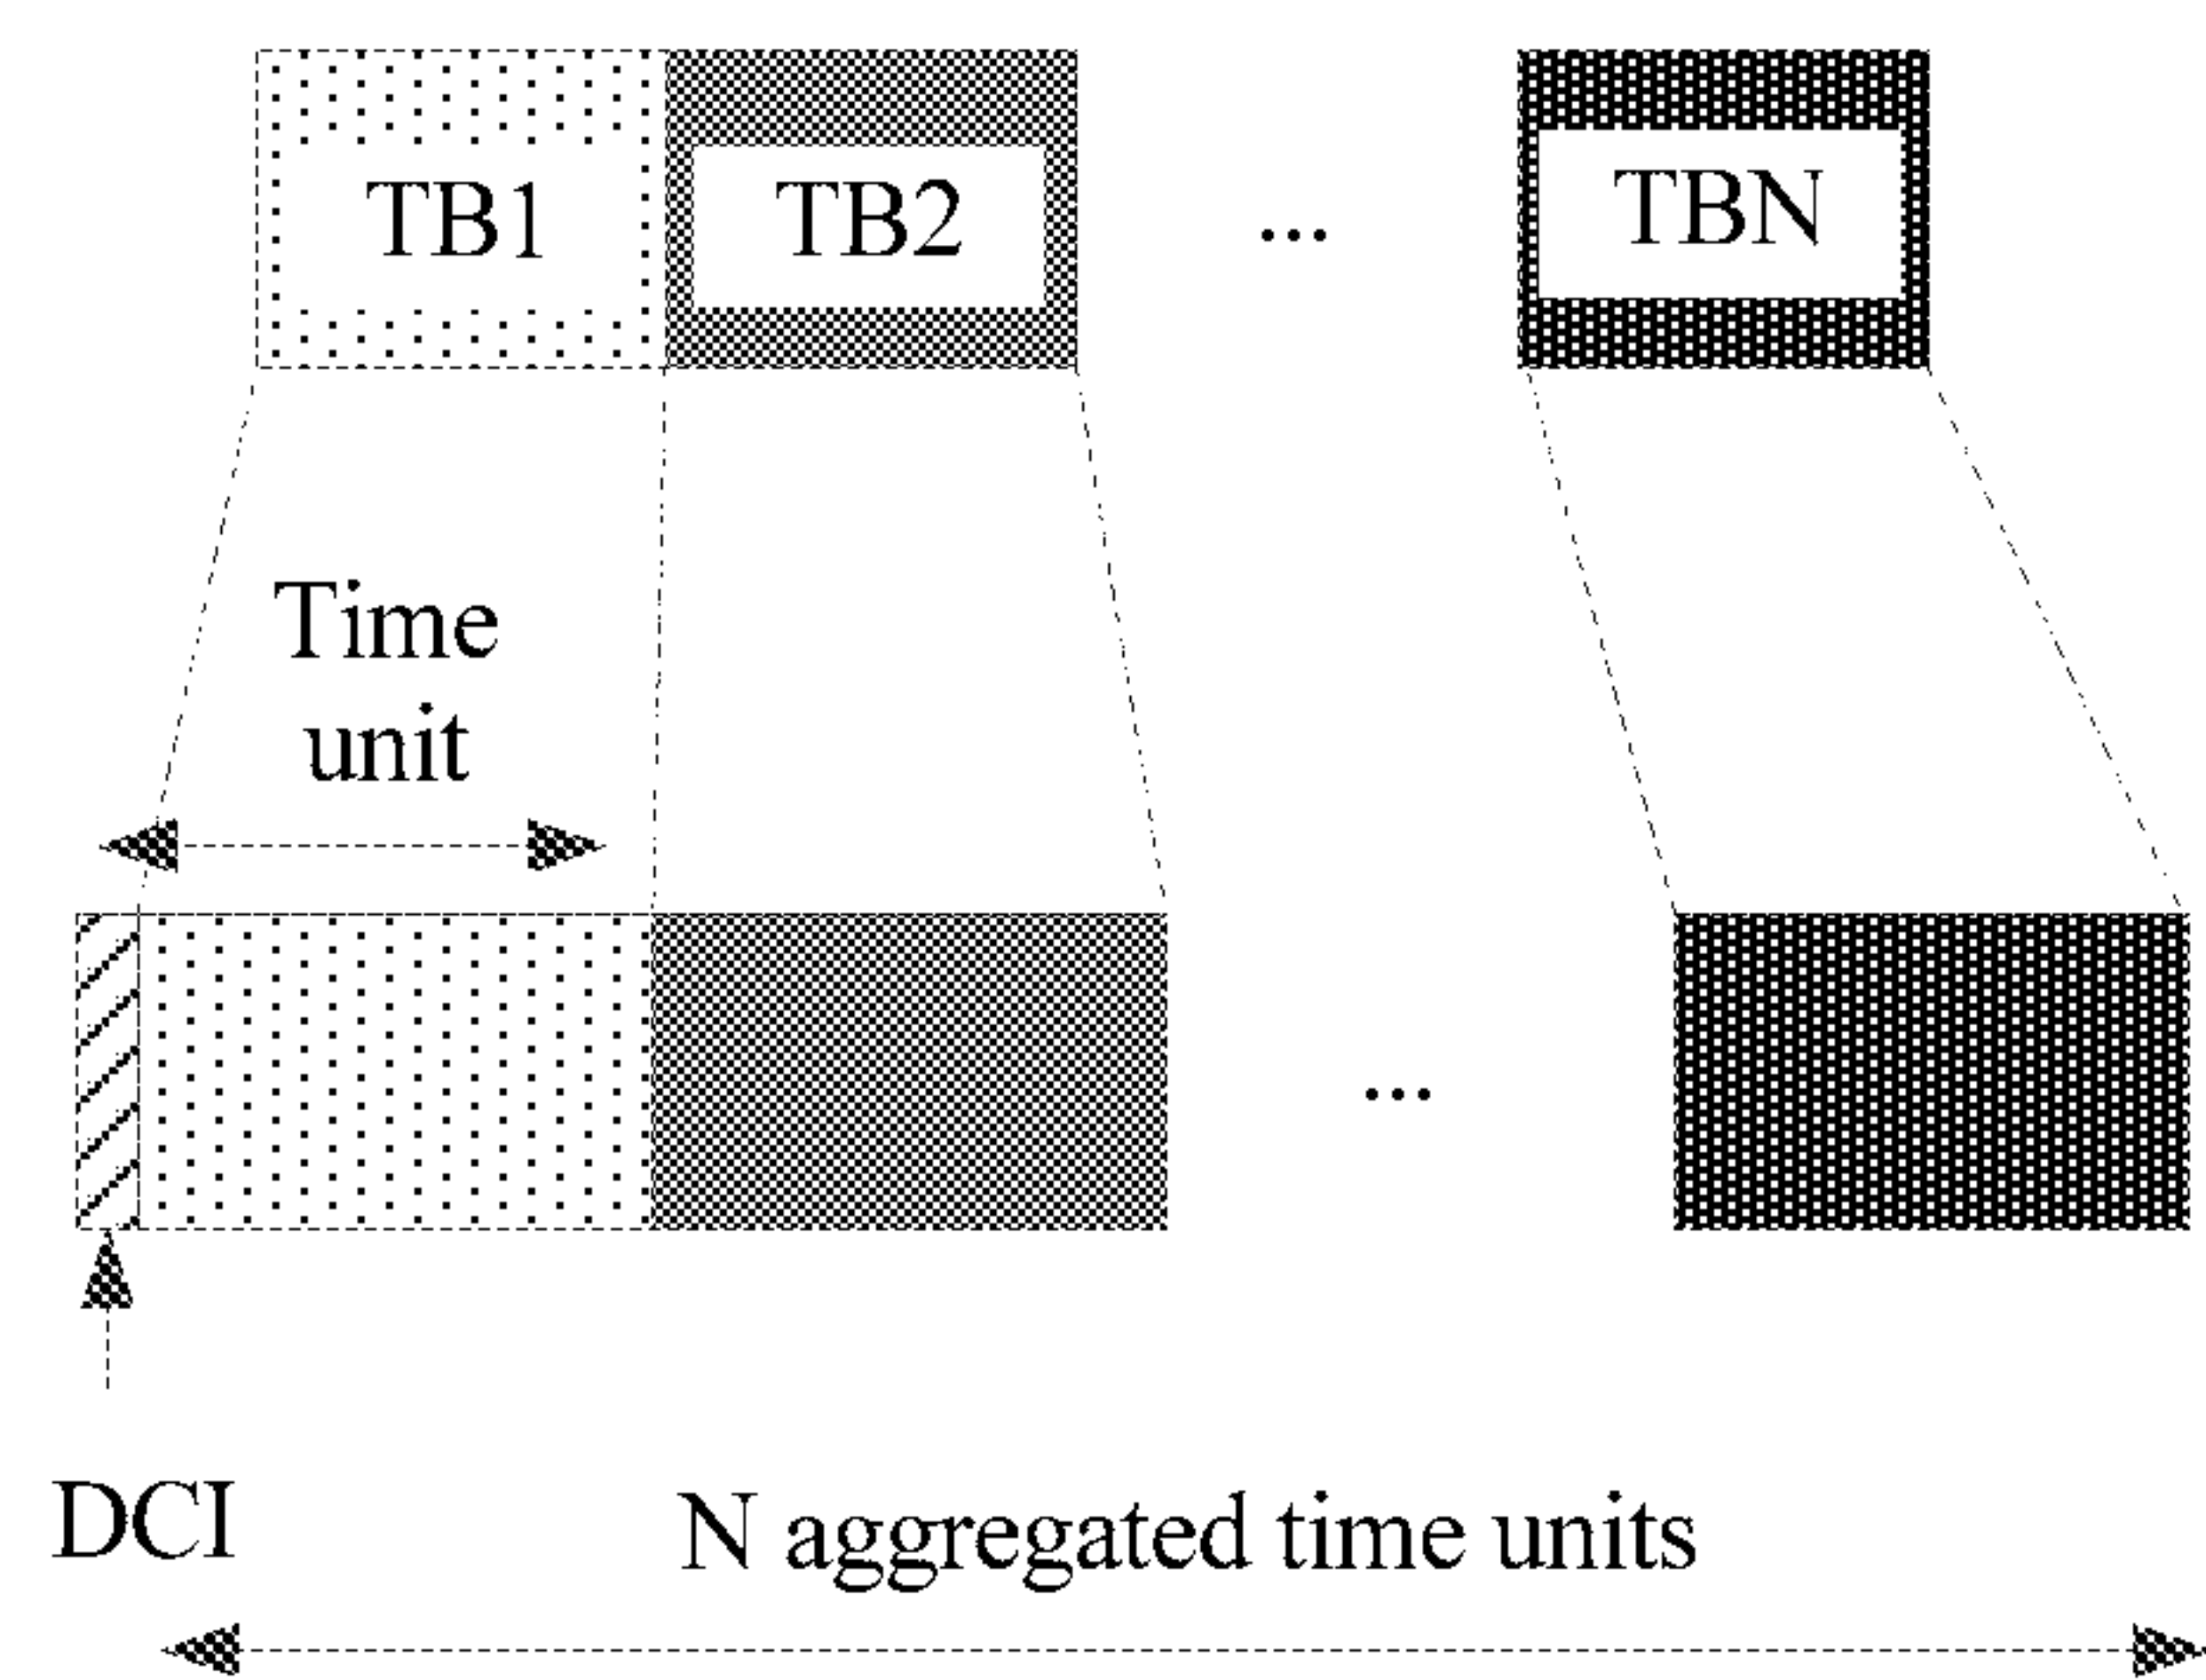 TB1 TB2 ... TBN
Time
unit
...
DCI
N aggregated time units